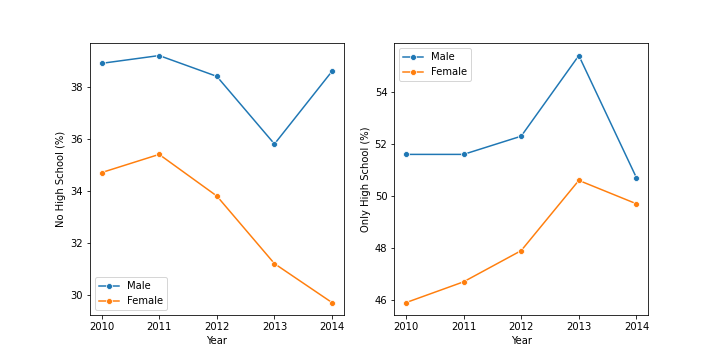 No High School (%)
38
36
34
32
30
Male
Female
2010 2011 2012 2013 2014
Year
Only High School (%)
54
52
50
48
46
Male
Female
2010 2011 2012 2013 2014
Year